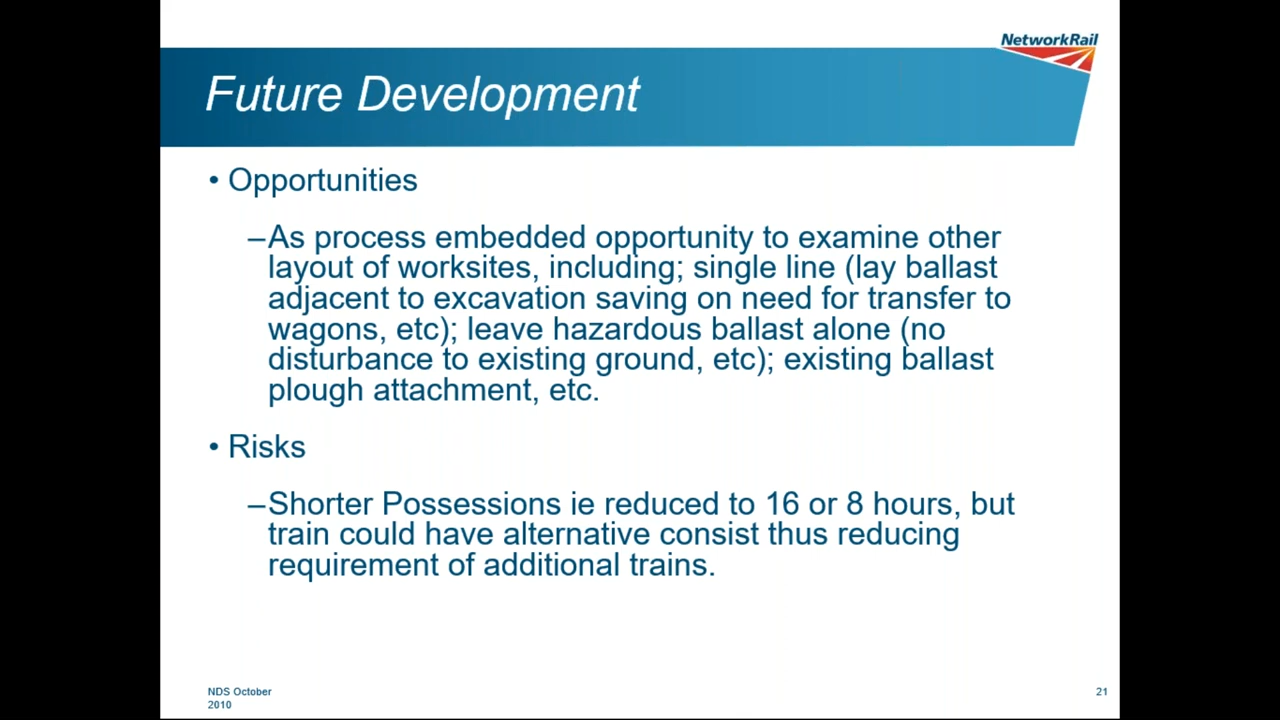 NetworkRail
Future Development
• Opportunities
–As process embedded opportunity to examine other
layout of worksites, including; single line (lay ballast
adjacent to excavation saving on need for transfer to
wagons, etc); leave hazardous ballast alone (no
disturbance to existing ground, etc); existing ballast
plough attachment, etc.
• Risks
–Shorter Possessions ie reduced to 16 or 8 hours, but
train could have alternative consist thus reducing
requirement of additional trains.
NDS October
2010
21